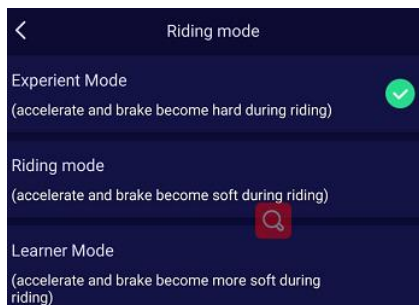 Riding mode
Experient Mode
(accelerate and brake become hard during riding)
Riding mode
(accelerate and brake become soft during riding)
Learner Mode
(accelerate and brake become more soft during
riding)